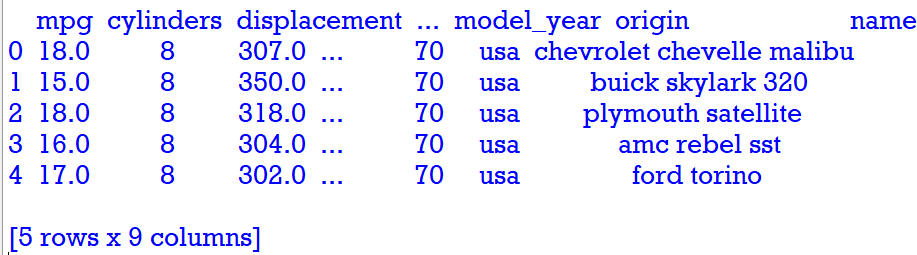 mpg cylinders displacement ... model_year origin name
0 18.0 8 307.0 ... 70 usa chevrolet chevelle malibu
1 15.0 8 350.0 ... 70 usa buick skylark 320
2 18.0 8 318.0 ... 70 usa plymouth satellite
3 16.0 8 304.0 ... 70 usa amc rebel sst
4 17.0 8 302.0 ... 70 usa ford torino
[5 rows x 9 columns]